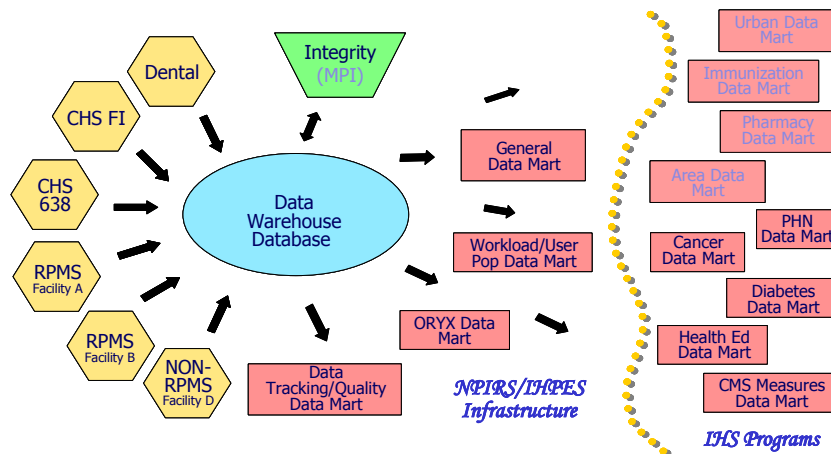 Dental
CHS FI
CHS
638
RPMS
Facility A
RPMS
Facility B
NON-
RPMS
Facility D
Integrity
(MPI)
Data
Warehouse
Database
General
Data Mart
Workload/User
Pop Data Mart
ORYX Data
Mart
Data
Tracking/Quality
Data Mart
NPIRS/IHPES
Infrastructure
Urban Data
Mart
Immunization
Data Mart
Pharmacy
Data Mart
Area Data
Mart
PHN
Data Mart
Cancer
Data Mart
Diabetes
Data Mart
Health Ed
Data Mart
CMS Measures
Data Mart
IHS Programs